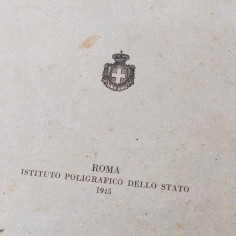 ROMA
ISTITUTO POLIGRAFICO DELLO STATO
1945